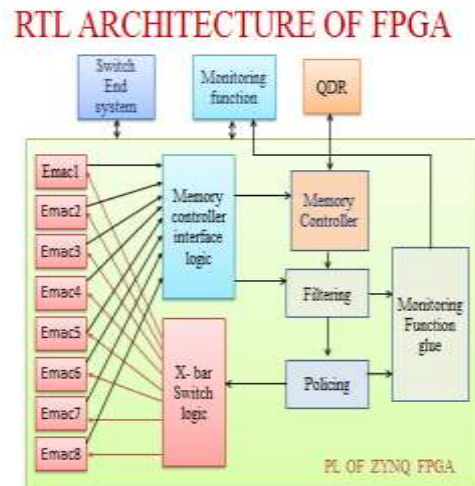 RTL ARCHITECTURE OF FPGA
Switch
End
system
Monitoring
function
QDR
Emac1
Emac2
Emac3
Emac4
Emac5
Emac6
Emac7
Emac8
Memory
controller
interface
logic
X- bar
Switch
logic
Memory
Controller
Filtering
Policing
Monitoring
Function
glue
PL OF ZYNQ FPGA